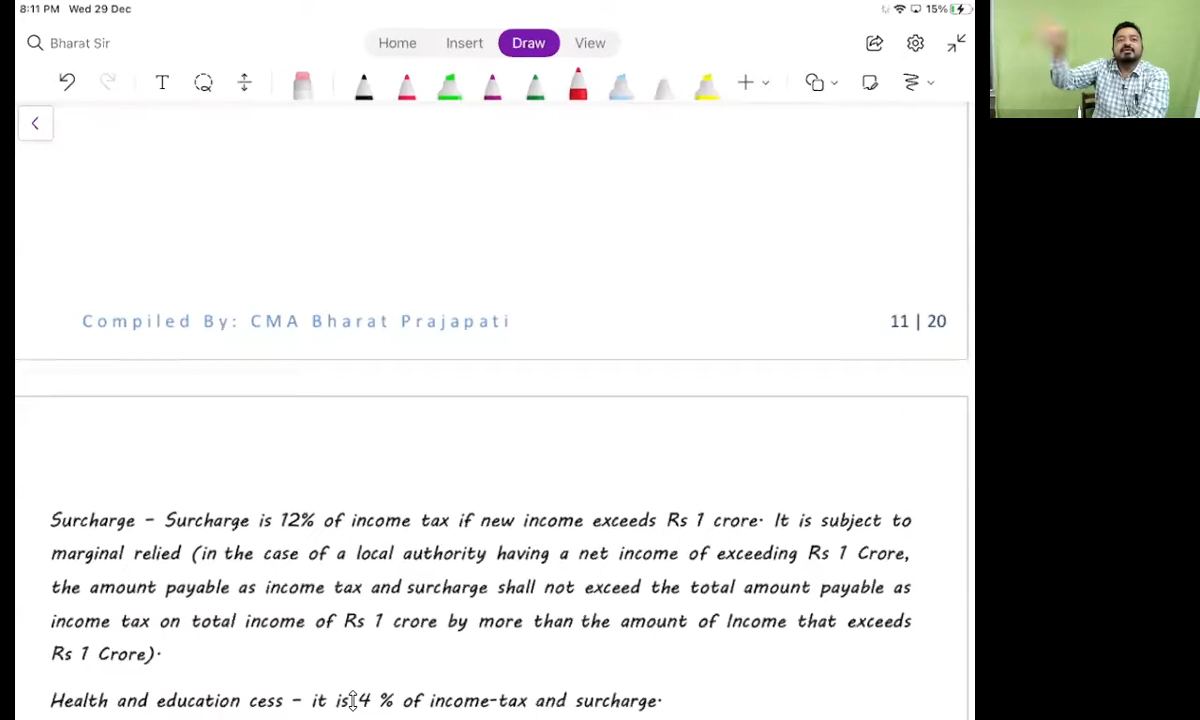 8:11 PM Wed 29 Dec
15%
Bharat Sir
Home Insert Draw View
T
Compiled By: CMA Bharat Prajapati
11 | 20
Surcharge - Surcharge is 12% of income tax if new income exceeds Rs 1 crore. It is subject to
marginal relied (in the case of a local authority having a net income of exceeding Rs 1 Crore,
the amount payable as income tax and surcharge shall not exceed the total amount payable as
income tax on total income of Rs 1 crore by more than the amount of Income that exceeds
Rs 1 Crore).
Health and education cess - it is 4 % of income-tax and surcharge.